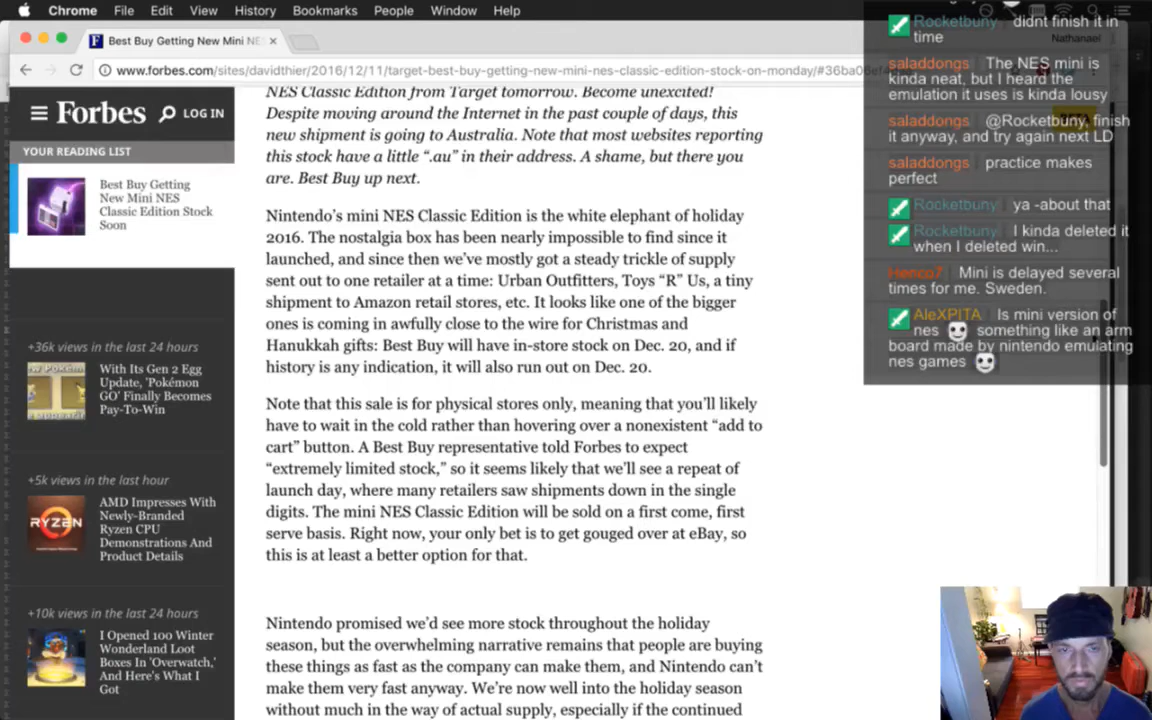 Chrome File Edit View History Bookmarks People Window Help
Best Buy Getting New Mini NES
Nathanael
www.forbes.com/sites/davidthier/2016/12/11/target-best-buy-getting-new-mini-nes-classic-edition-stock-on-monday/#36ba06
Forbes LOG IN
YOUR READING LIST
Best Buy Getting
New Mini NES
Classic Edition Stock
Soon
+36k views in the last 24 hours
With Its Gen 2 Egg
Update, 'Pokémon
GO' Finally Becomes
Pay-To-Win
+5k views in the last hour
RYZEN
AMD Impresses With
Newly-Branded
Ryzen CPU
Demonstrations And
Product Details
+10k views in the last 24 hours
I Opened 100 Winter
Wonderland Loot
Boxes In 'Overwatch,'
And Here's What I
Got
NES Classic Edition from Target tomorrow. Become unexcited!
Despite moving around the Internet in the past couple of days, this
new shipment is going to Australia. Note that most websites reporting
this stock have a little “.au” in their address. A shame, but there you
are. Best Buy up next.
Nintendo’s mini NES Classic Edition is the white elephant of holiday
2016. The nostalgia box has been nearly impossible to find since it
launched, and since then we’ve mostly got a steady trickle of supply
sent out to one retailer at a time: Urban Outfitters, Toys “R” Us, a tiny
shipment to Amazon retail stores, etc. It looks like one of the bigger
ones is coming in awfully close to the wire for Christmas and
Hanukkah gifts: Best Buy will have in-store stock on Dec. 20, and if
history is any indication, it will also run out on Dec. 20.
Note that this sale is for physical stores only, meaning that you’ll likely
have to wait in the cold rather than hovering over a nonexistent “add to
cart” button. A Best Buy representative told Forbes to expect
“extremely limited stock,” so it seems likely that we’ll see a repeat of
launch day, where many retailers saw shipments down in the single
digits. The mini NES Classic Edition will be sold on a first come, first
serve basis. Right now, your only bet is to get gouged over at eBay, so
this is at least a better option for that.
Nintendo promised we’d see more stock throughout the holiday
season, but the overwhelming narrative remains that people are buying
these things as fast as the company can make them, and Nintendo can’t
make them very fast anyway. We’re now well into the holiday season
without much in the way of actual supply, especially if the continued
Rocketbuny didnt finish it in
time
saladdongs The NES mini is
kinda neat, but I heard the
emulation it uses is kinda lousy
saladdongs @Rocketbuny, finish
it anyway, and try again next LD
saladdongs practice makes
perfect
Rocketbuny ya -about that
Rocketbuny I kinda deleted it
when I deleted win...
Henco7 Mini is delayed several
times for me. Sweden.
AleXPITA Is mini version of
nes something like an arm
board made by nintendo emulating
nes games